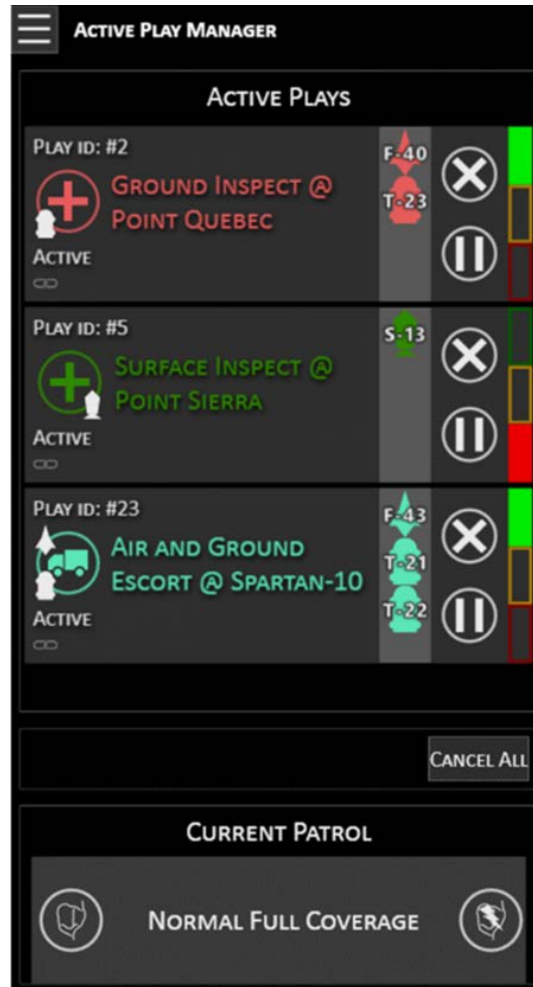 Active Play Manager
Active Plays
Play id: #2
Ground Inspect @
Point Quebec
Active
F-40
T-23
Play id: #5
Surface Inspect @
Point Sierra
Active
S-13
Play id: #23
Air and Ground
Escort @ Spartan-10
Active
F-43
T-21
T-22
Cancel All
Current Patrol
Normal Full Coverage